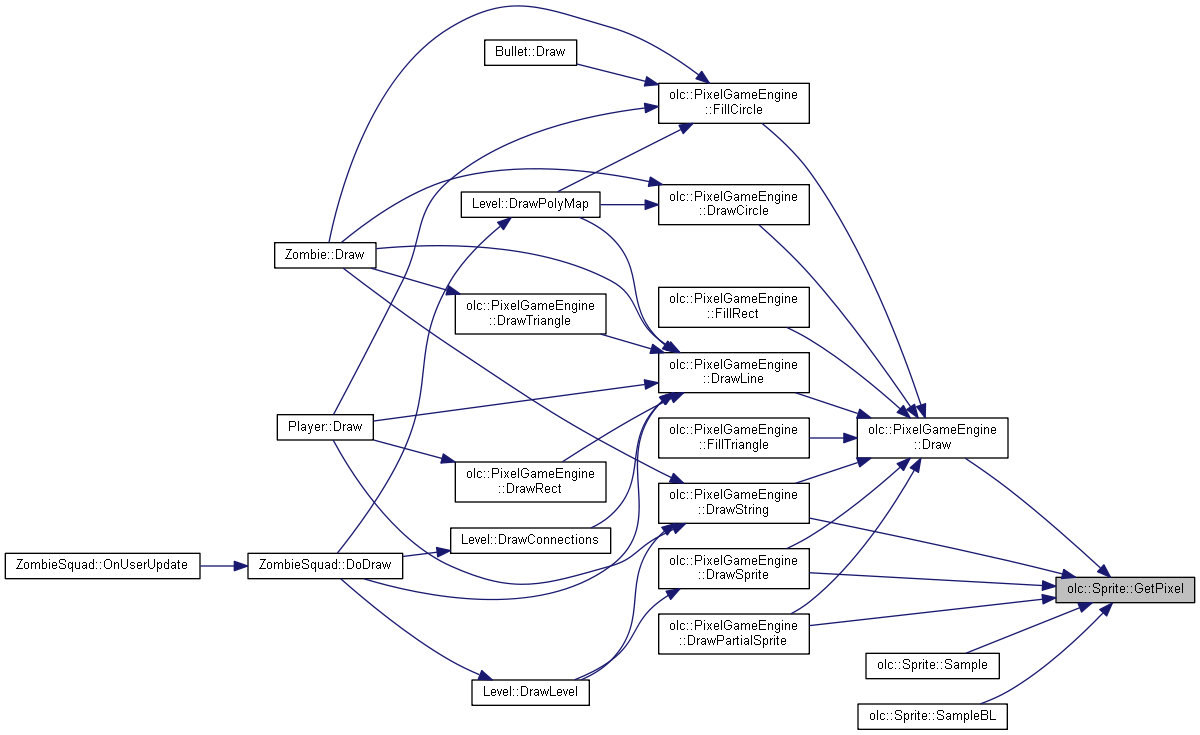 Bullet::Draw
olc::PixelGameEngine
::FillCircle
Level::DrawPolyMap
olc::PixelGameEngine
::DrawCircle
Zombie::Draw
olc::PixelGameEngine
::DrawTriangle
olc::PixelGameEngine
::FillRect
olc::PixelGameEngine
::DrawLine
Player::Draw
olc::PixelGameEngine
::FillTriangle
olc::PixelGameEngine
::Draw
olc::PixelGameEngine
::DrawRect
olc::PixelGameEngine
::DrawString
Level::DrawConnections
ZombieSquad::OnUserUpdate
ZombieSquad::DoDraw
olc::PixelGameEngine
::DrawSprite
olc::Sprite::GetPixel
olc::PixelGameEngine
::DrawPartialSprite
olc::Sprite::Sample
Level::DrawLevel
olc::Sprite::SampleBL